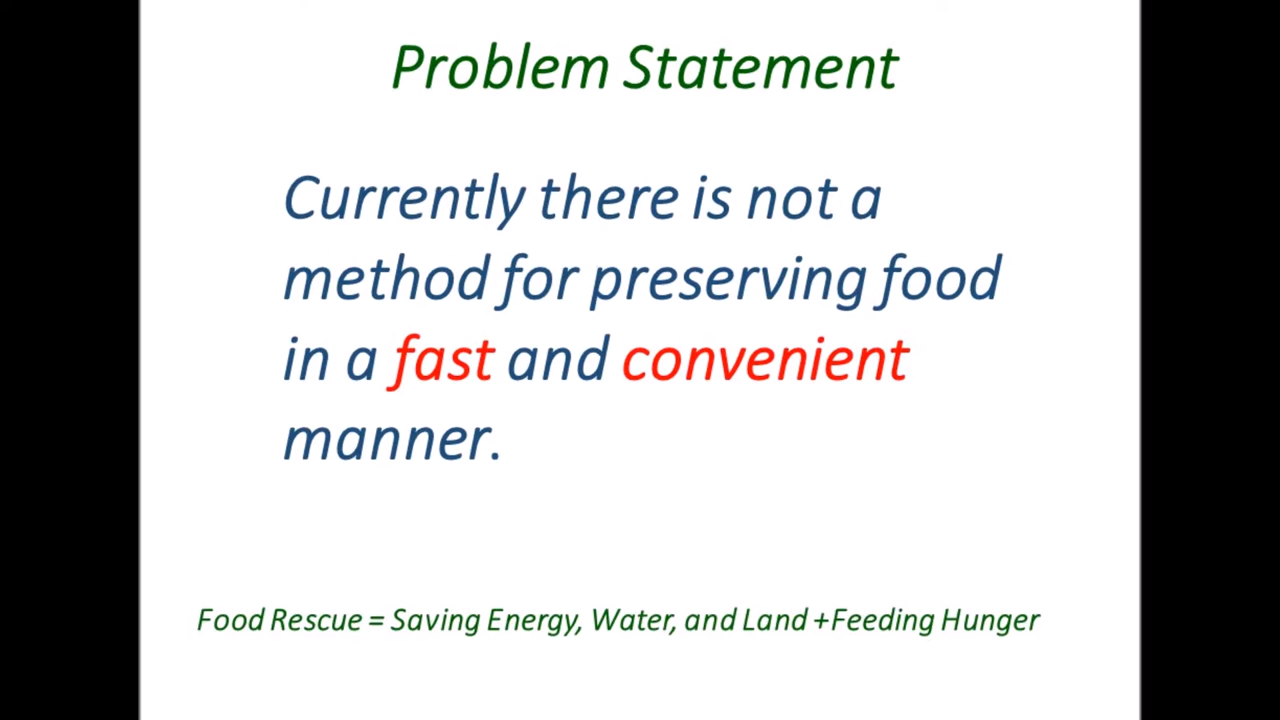 Problem Statement
Currently there is not a
method for preserving food
in a fast and convenient
manner.
Food Rescue = Saving Energy, Water, and Land +Feeding Hunger